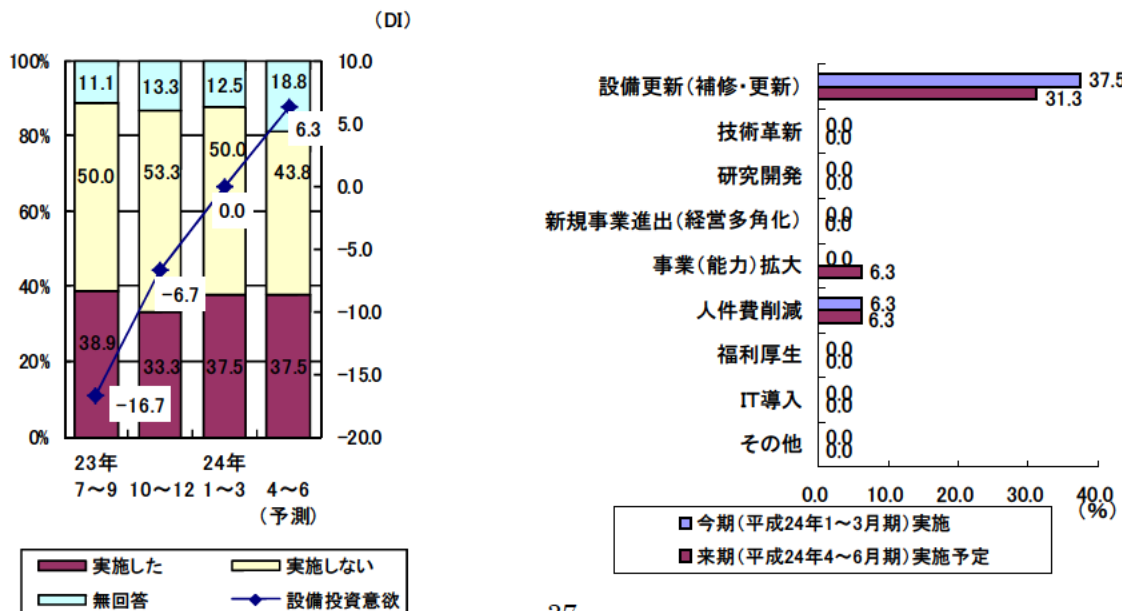 (DI)
100%
80%
60%
40%
20%
0%
10.0
5.0
0.0
-5.0
-10.0
-15.0
-20.0
11.1
13.3
12.5
18.8
50.0
53.3
50.0
43.8
38.9
33.3
37.5
37.5
-16.7
-6.7
0.0
6.3
23年
24年
7～9
10～12
1～3
4～6
(予測)
実施した
実施しない
無回答
設備投資意欲
設備更新(補修・更新)
37.5
31.3
技術革新
0.0
0.0
研究開発
0.0
0.0
新規事業進出(経営多角化)
0.0
0.0
事業(能力)拡大
0.0
6.3
人件費削減
6.3
6.3
福利厚生
0.0
0.0
IT導入
0.0
0.0
その他
0.0
0.0
0.0 10.0 20.0 30.0 40.0
(%)
今期(平成24年1～3月期)実施
来期(平成24年4～6月期)実施予定